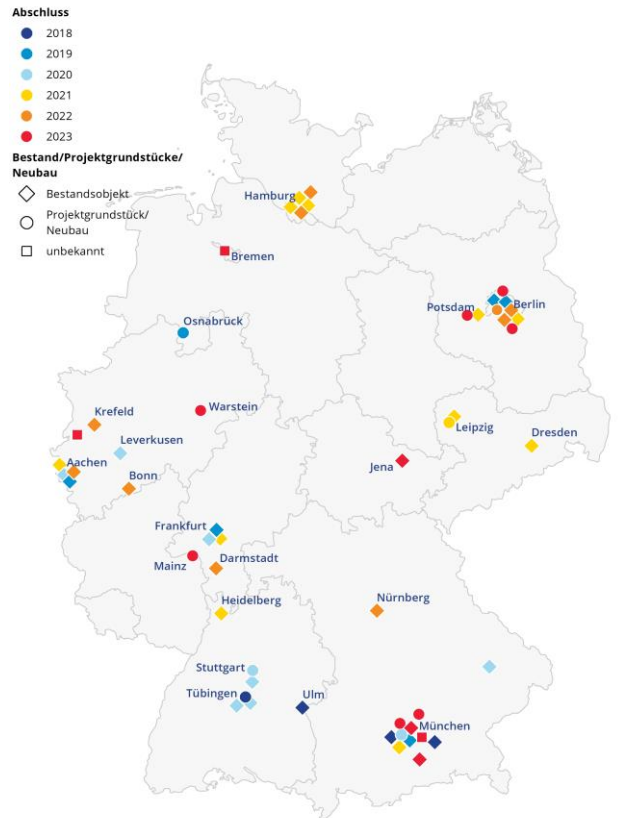 Abschluss
2018
2019
2020
2021
2022
2023
Bestand/Projektgrundstücke/
Neubau
Bestandsobjekt
Projektgrundstück/
Neubau
unbekannt
Hamburg
Bremen
Osnabrück
Potsdam
Berlin
Krefeld
Warstein
Leverkusen
Leipzig
Dresden
Aachen
Jena
Bonn
Frankfurt
Mainz
Darmstadt
Heidelberg
Nürnberg
Stuttgart
Tübingen
Ulm
München